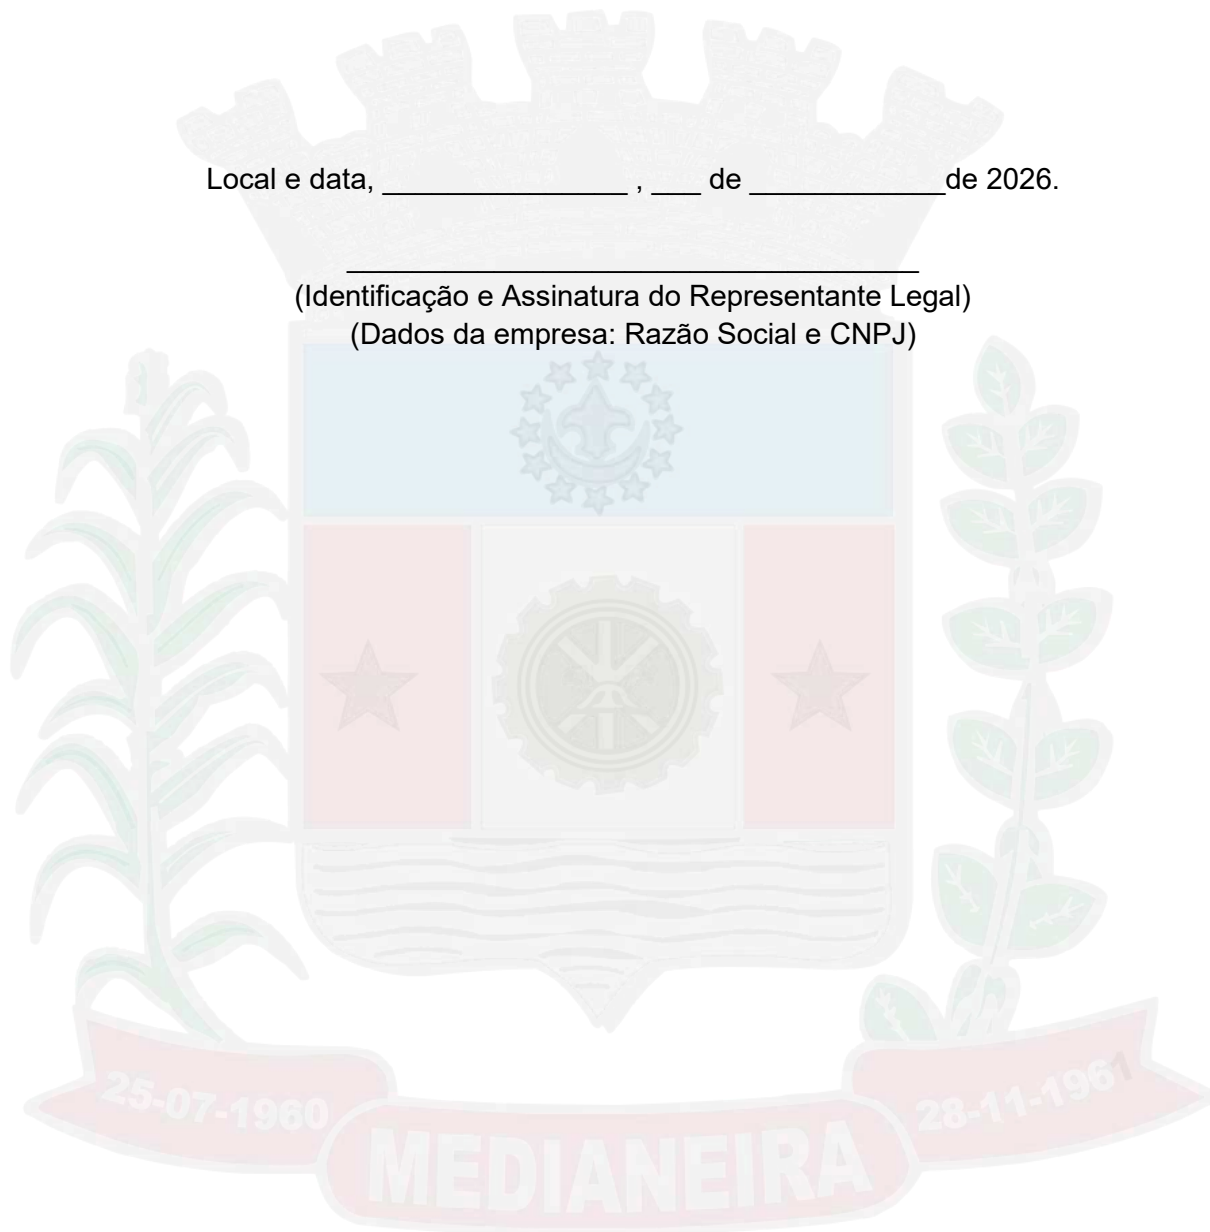 Local e data, _______________ , ___ de ____________de 2026.
___________________________________
(Identificação e Assinatura do Representante Legal)
(Dados da empresa: Razão Social e CNPJ)
25-07-1960
28-11-1961
MEDIANEIRA